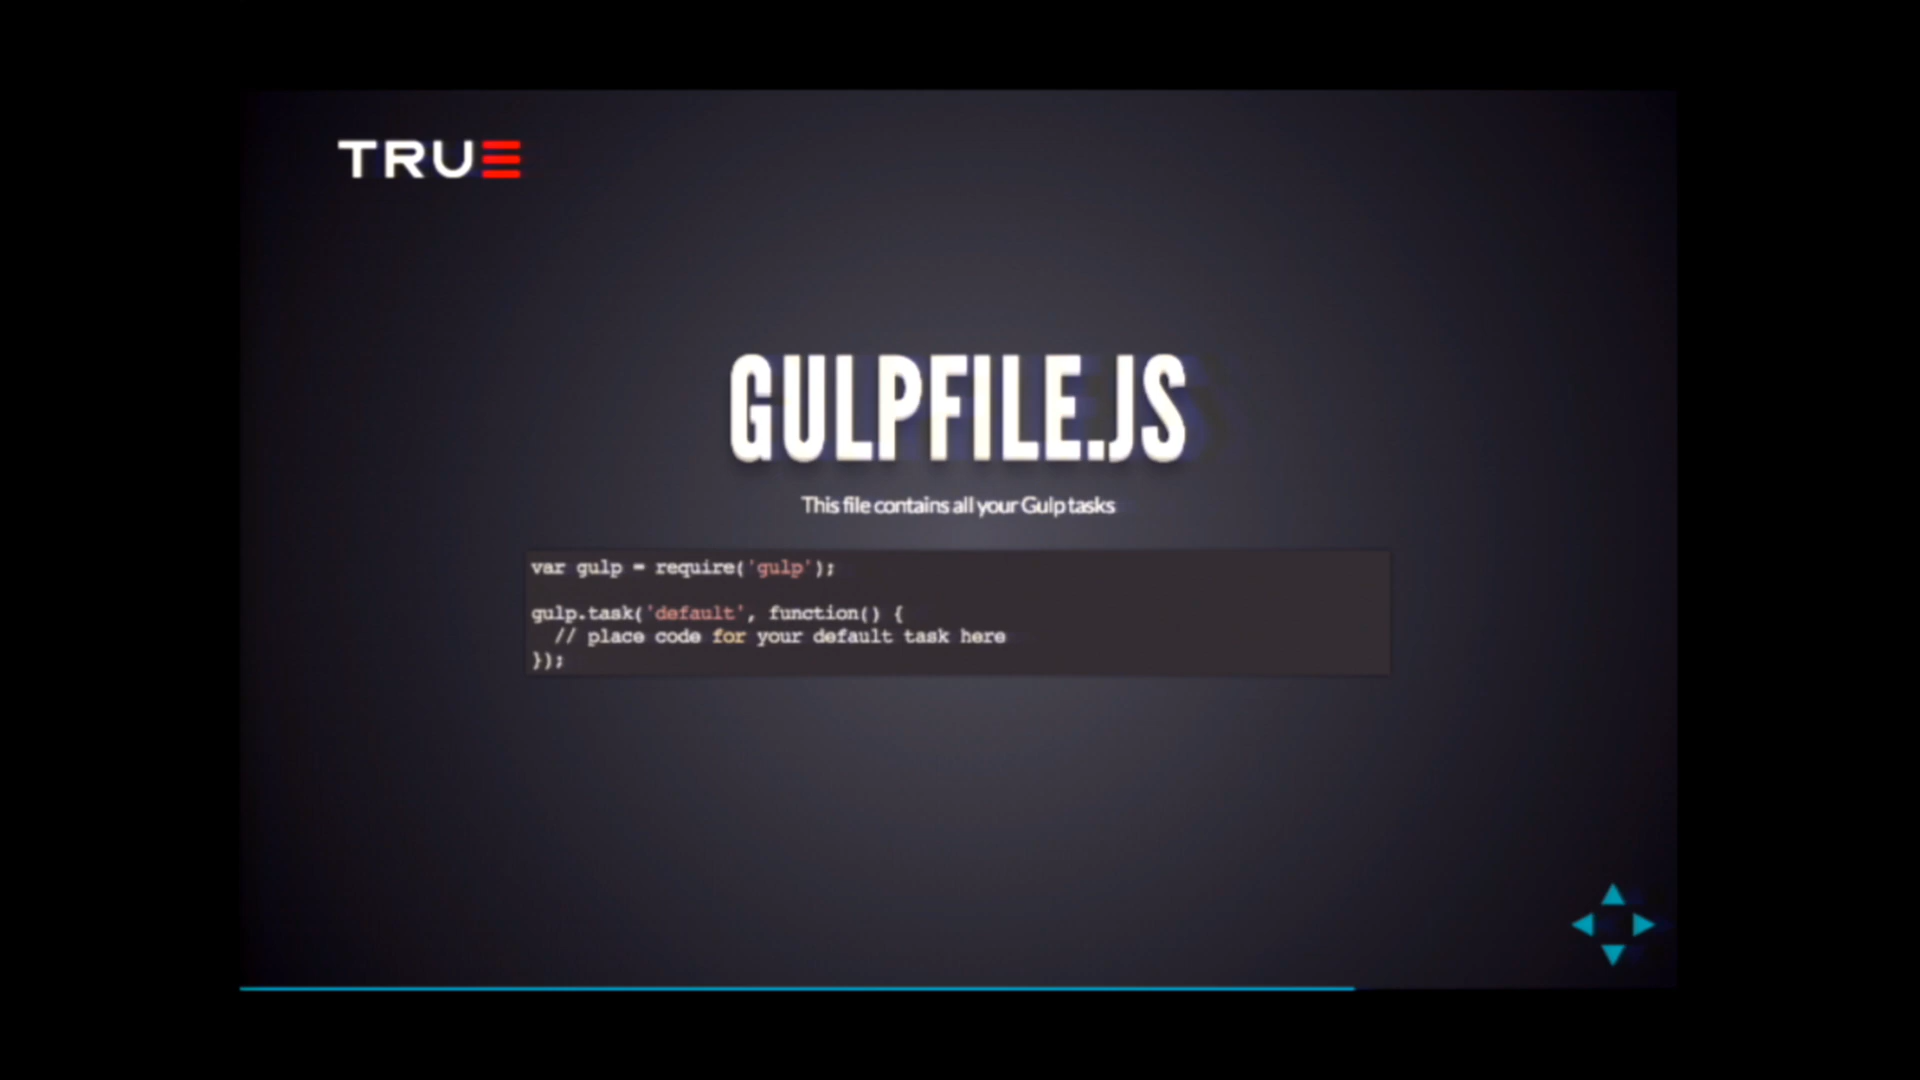 TRUE
GULPFILE.JS
This file contains all your Gulp tasks
var gulp = require('gulp');
gulp.task('default', function() {
  // place code for your default task here
});